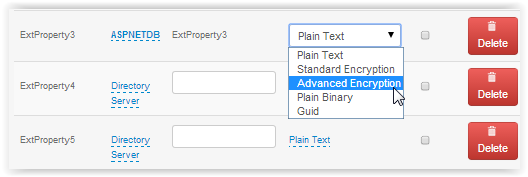 ExtProperty3 ASPNETDB ExtProperty3 Plain Text Delete
Plain Text
Standard Encryption
Advanced Encryption
Plain Binary
Guid
ExtProperty4 Directory Server Delete
ExtProperty5 Directory Server Plain Text Delete